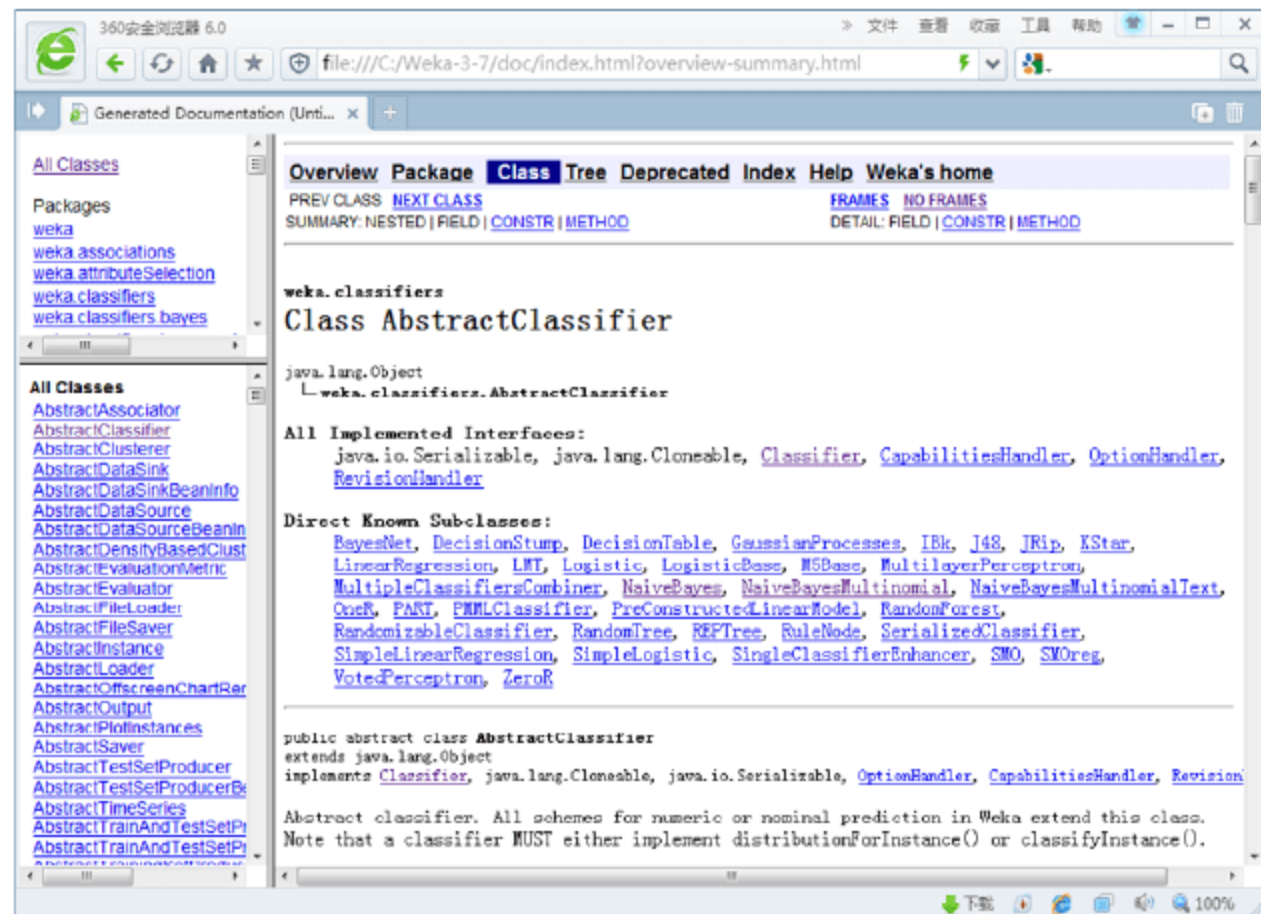 360安全浏览器 6.0
» 文件 查看 收藏 工具 帮助
file:///C:/Weka-3-7/doc/index.html?overview-summary.html
Generated Documentation (Unti...
All Classes
Packages
weka
weka.associations
weka.attributeSelection
weka.classifiers
weka.classifiers.bayes
All Classes
AbstractAssociator
AbstractClassifier
AbstractClusterer
AbstractDataSink
AbstractDataSinkBeanInfo
AbstractDataSource
AbstractDataSourceBeanIn
AbstractDensityBasedClust
AbstractEvaluationMetric
AbstractEvaluator
AbstractFileLoader
AbstractFileSaver
AbstractInstance
AbstractLoader
AbstractOffscreenChartRer
AbstractOutput
AbstractPlotInstances
AbstractSaver
AbstractTestSetProducer
AbstractTestSetProducerBe
AbstractTimeSeries
AbstractTrainAndTestSetPr
AbstractTrainAndTestSetPr
Overview Package Class Tree Deprecated Index Help Weka's home
PREV CLASS NEXT CLASS FRAMES NO FRAMES
SUMMARY: NESTED | FIELD | CONSTR | METHOD DETAIL: FIELD | CONSTR | METHOD
weka.classifiers
Class AbstractClassifier
java.lang.Object
weka.classifiers.AbstractClassifier
All Implemented Interfaces:
java.io.Serializable, java.lang.Cloneable, Classifier, CapabilitiesHandler, OptionHandler,
RevisionHandler
Direct Known Subclasses:
BayesNet, DecisionStump, DecisionTable, GaussianProcesses, IBk, J48, JRip, KStar,
LinearRegression, LMT, Logistic, LogisticBase, M5Base, MultilayerPerceptron,
MultipleClassifiersCombiner, NaiveBayes, NaiveBayesMultinomial, NaiveBayesMultinomialText,
OneR, PART, PMMLClassifier, PreConstructedLinearModel, RandomForest,
RandomizableClassifier, RandomTree, REPTree, RuleNode, SerializedClassifier,
SimpleLinearRegression, SimpleLogistic, SingleClassifierEnhancer, SMO, SMOreg,
VotedPerceptron, ZeroR
public abstract class AbstractClassifier
extends java.lang.Object
implements Classifier, java.lang.Cloneable, java.io.Serializable, OptionHandler, CapabilitiesHandler, Revision
Abstract classifier. All schemes for numeric or nominal prediction in Weka extend this class.
Note that a classifier MUST either implement distributionForInstance() or classifyInstance().
下载 100%